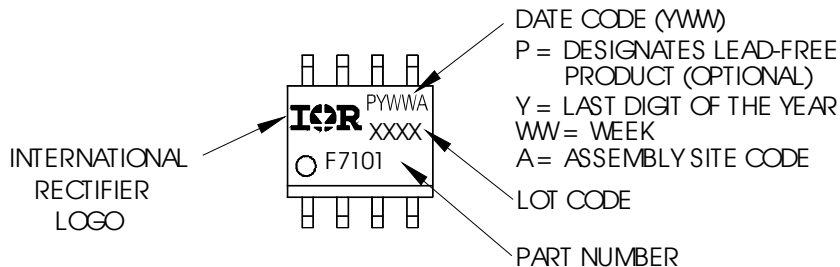 DATE CODE (YWW)
P = DESIGNATES LEAD-FREE
PRODUCT (OPTIONAL)
Y = LAST DIGIT OF THE YEAR
WW = WEEK
A = ASSEMBLY SITE CODE
LOT CODE
PART NUMBER
INTERNATIONAL
RECTIFIER
LOGO
IOR
PYWWA
XXXX
F7101